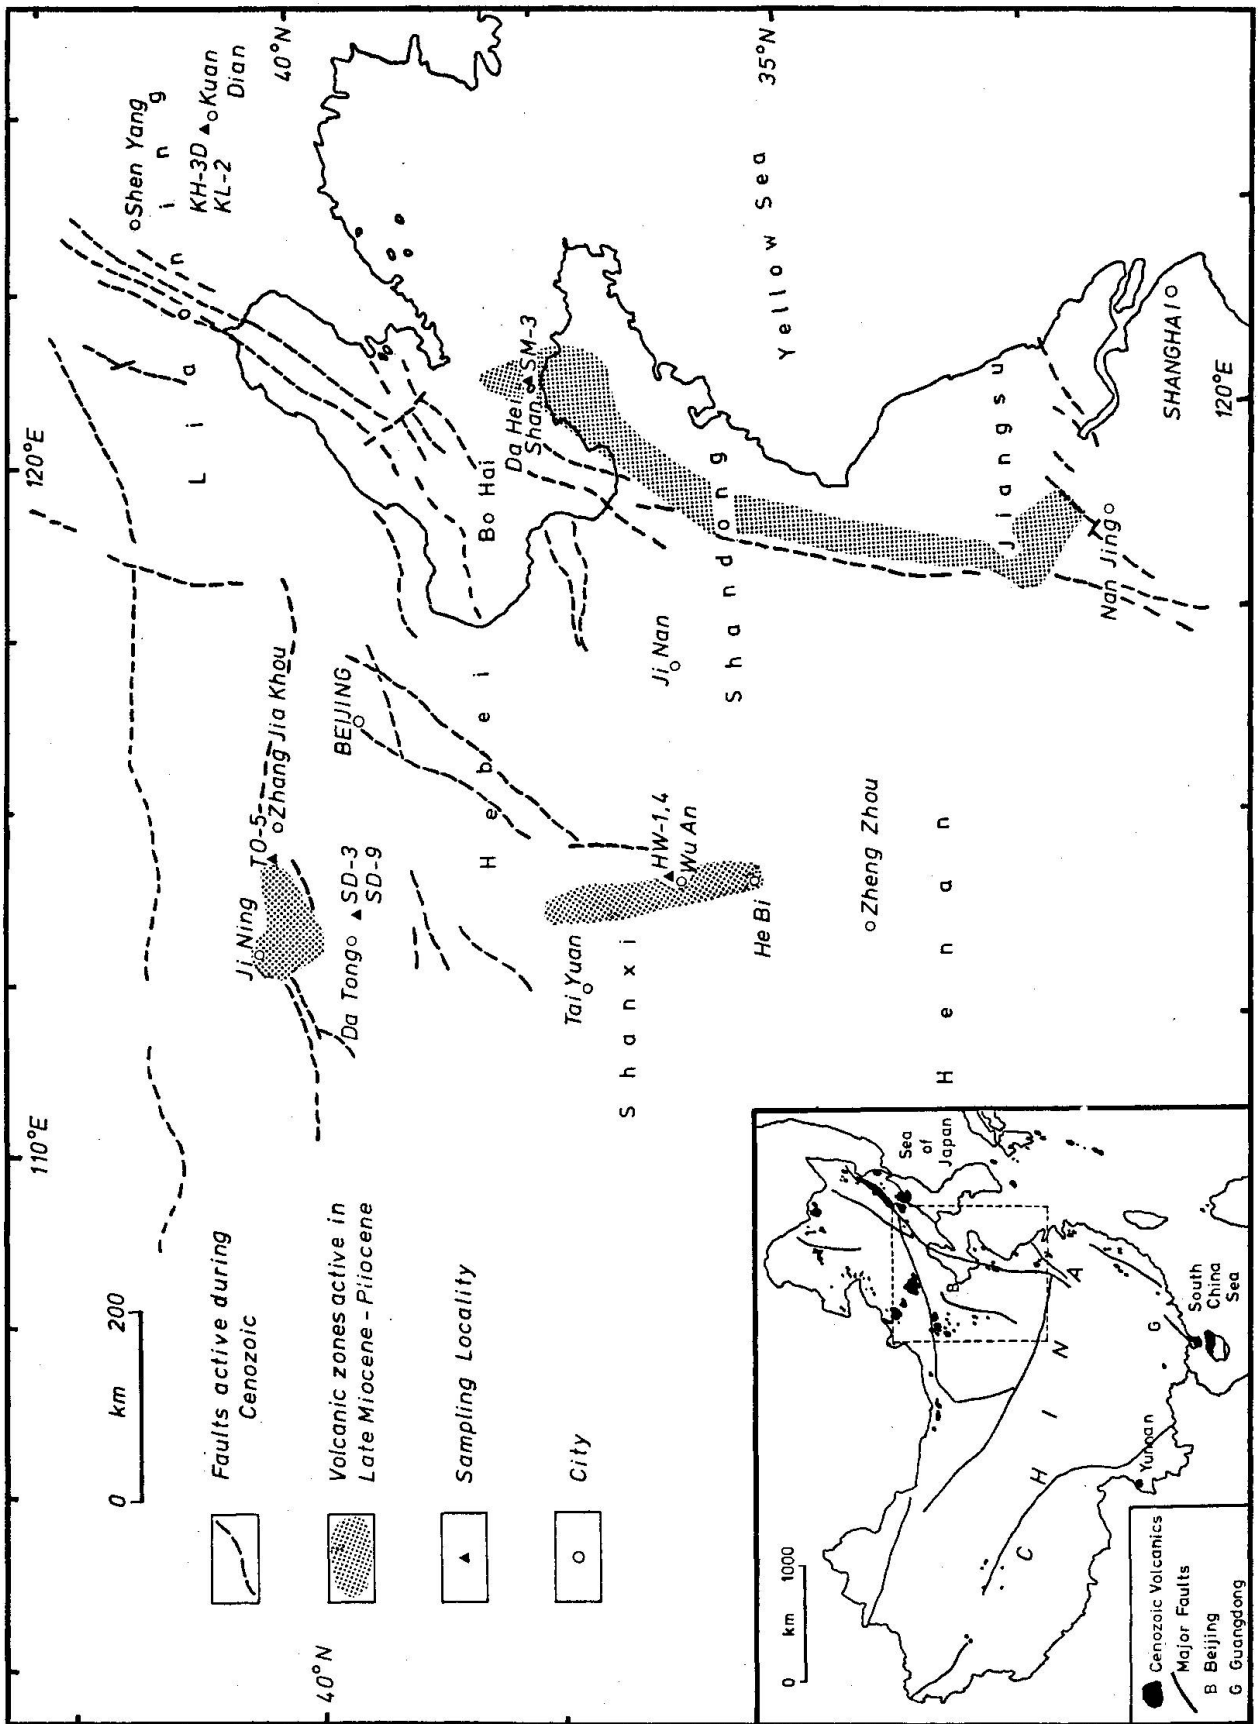 110°E
120°E
0 km 200
Faults active during
Cenozoic
Volcanic zones active in
Late Miocene - Pliocene
Sampling Locality
City
40°N
40°N
35°N
120°E
Shen Yang
KH-3D
KL-2
Kuan
Dian
L i a o n i n g
Ji Ning
TO-5
Zhang Jia Khou
BEIJING
Da Tong
SD-3
SD-9
H e b e i
Bo Hai
Da Hei
Shan
SM-3
Tai Yuan
S h a n x i
HW-1,4
Wu An
He Bi
Ji Nan
S h a n d o n g
Yellow Sea
Zheng Zhou
H e n a n
J i a n g s u
Nan Jing
SHANGHAI
0 km 1000
Sea
of
Japan
B
C H I N A
G
South
China
Sea
Yunnan
Cenozoic Volcanics
Major Faults
B Beijing
G Guangdong